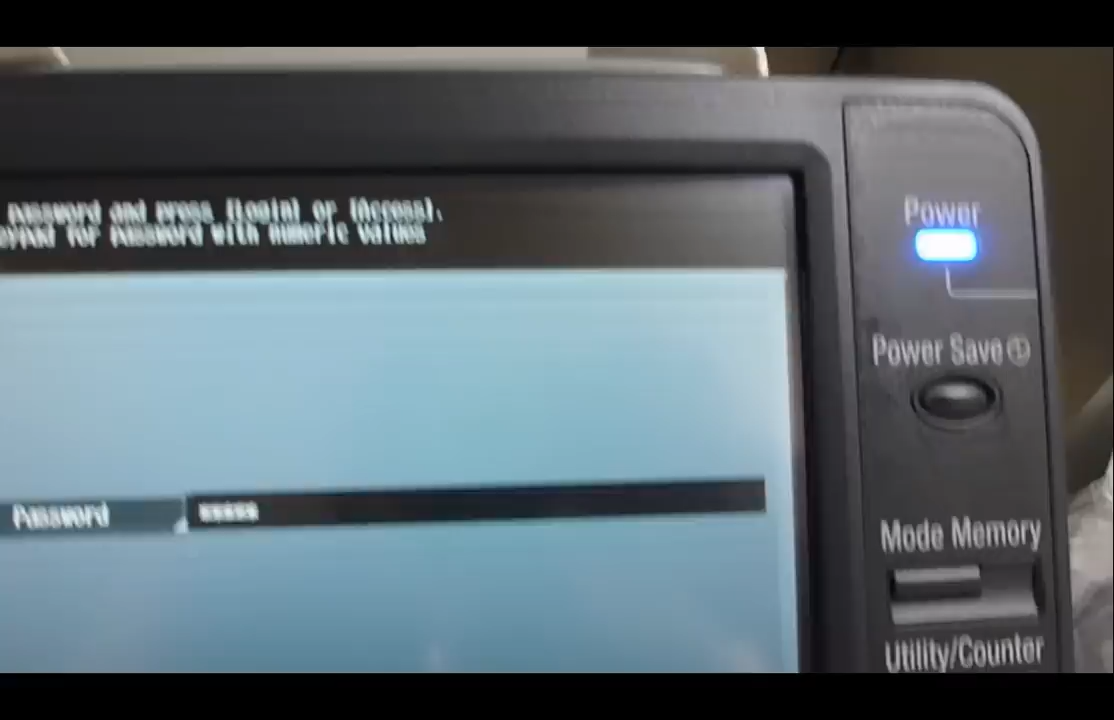 Password and press [Login] or [Access].
keypad for Password with numeric values
Power
Power Save
Password *****
Mode Memory
Utility/Counter